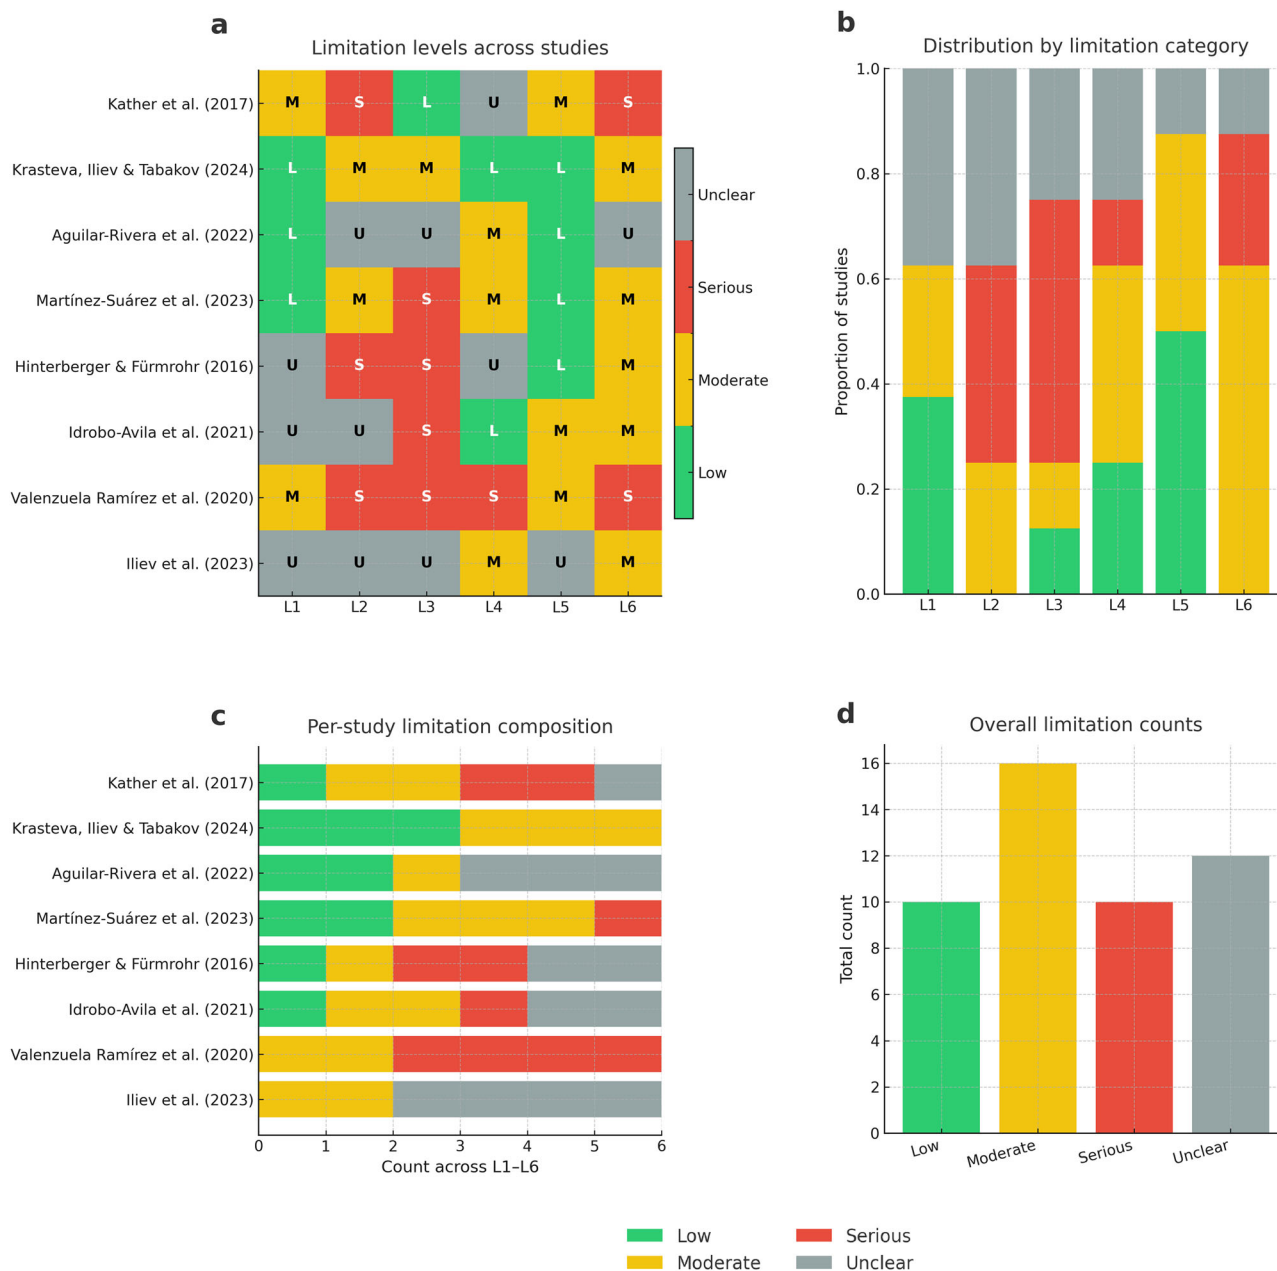 a
Limitation levels across studies
Kather et al. (2017) M S L U M S
Krasteva, Iliev & Tabakov (2024) L M M L L M
Aguilar-Rivera et al. (2022) L U U M L U
Martínez-Suárez et al. (2023) L M S M L M
Hinterberger & Fürmrohr (2016) U S S U L M
Idrobo-Avila et al. (2021) U U S L M M
Valenzuela Ramírez et al. (2020) M S S S M S
Iliev et al. (2023) U U U M U M
L1 L2 L3 L4 L5 L6
Unclear
Serious
Moderate
Low
b
Distribution by limitation category
Proportion of studies
1.0
0.8
0.6
0.4
0.2
0.0
L1 L2 L3 L4 L5 L6
c
Per-study limitation composition
Kather et al. (2017)
Krasteva, Iliev & Tabakov (2024)
Aguilar-Rivera et al. (2022)
Martínez-Suárez et al. (2023)
Hinterberger & Fürmrohr (2016)
Idrobo-Avila et al. (2021)
Valenzuela Ramírez et al. (2020)
Iliev et al. (2023)
0 1 2 3 4 5 6
Count across L1–L6
d
Overall limitation counts
Total count
16
14
12
10
8
6
4
2
0
Low Moderate Serious Unclear
Low Serious
Moderate Unclear